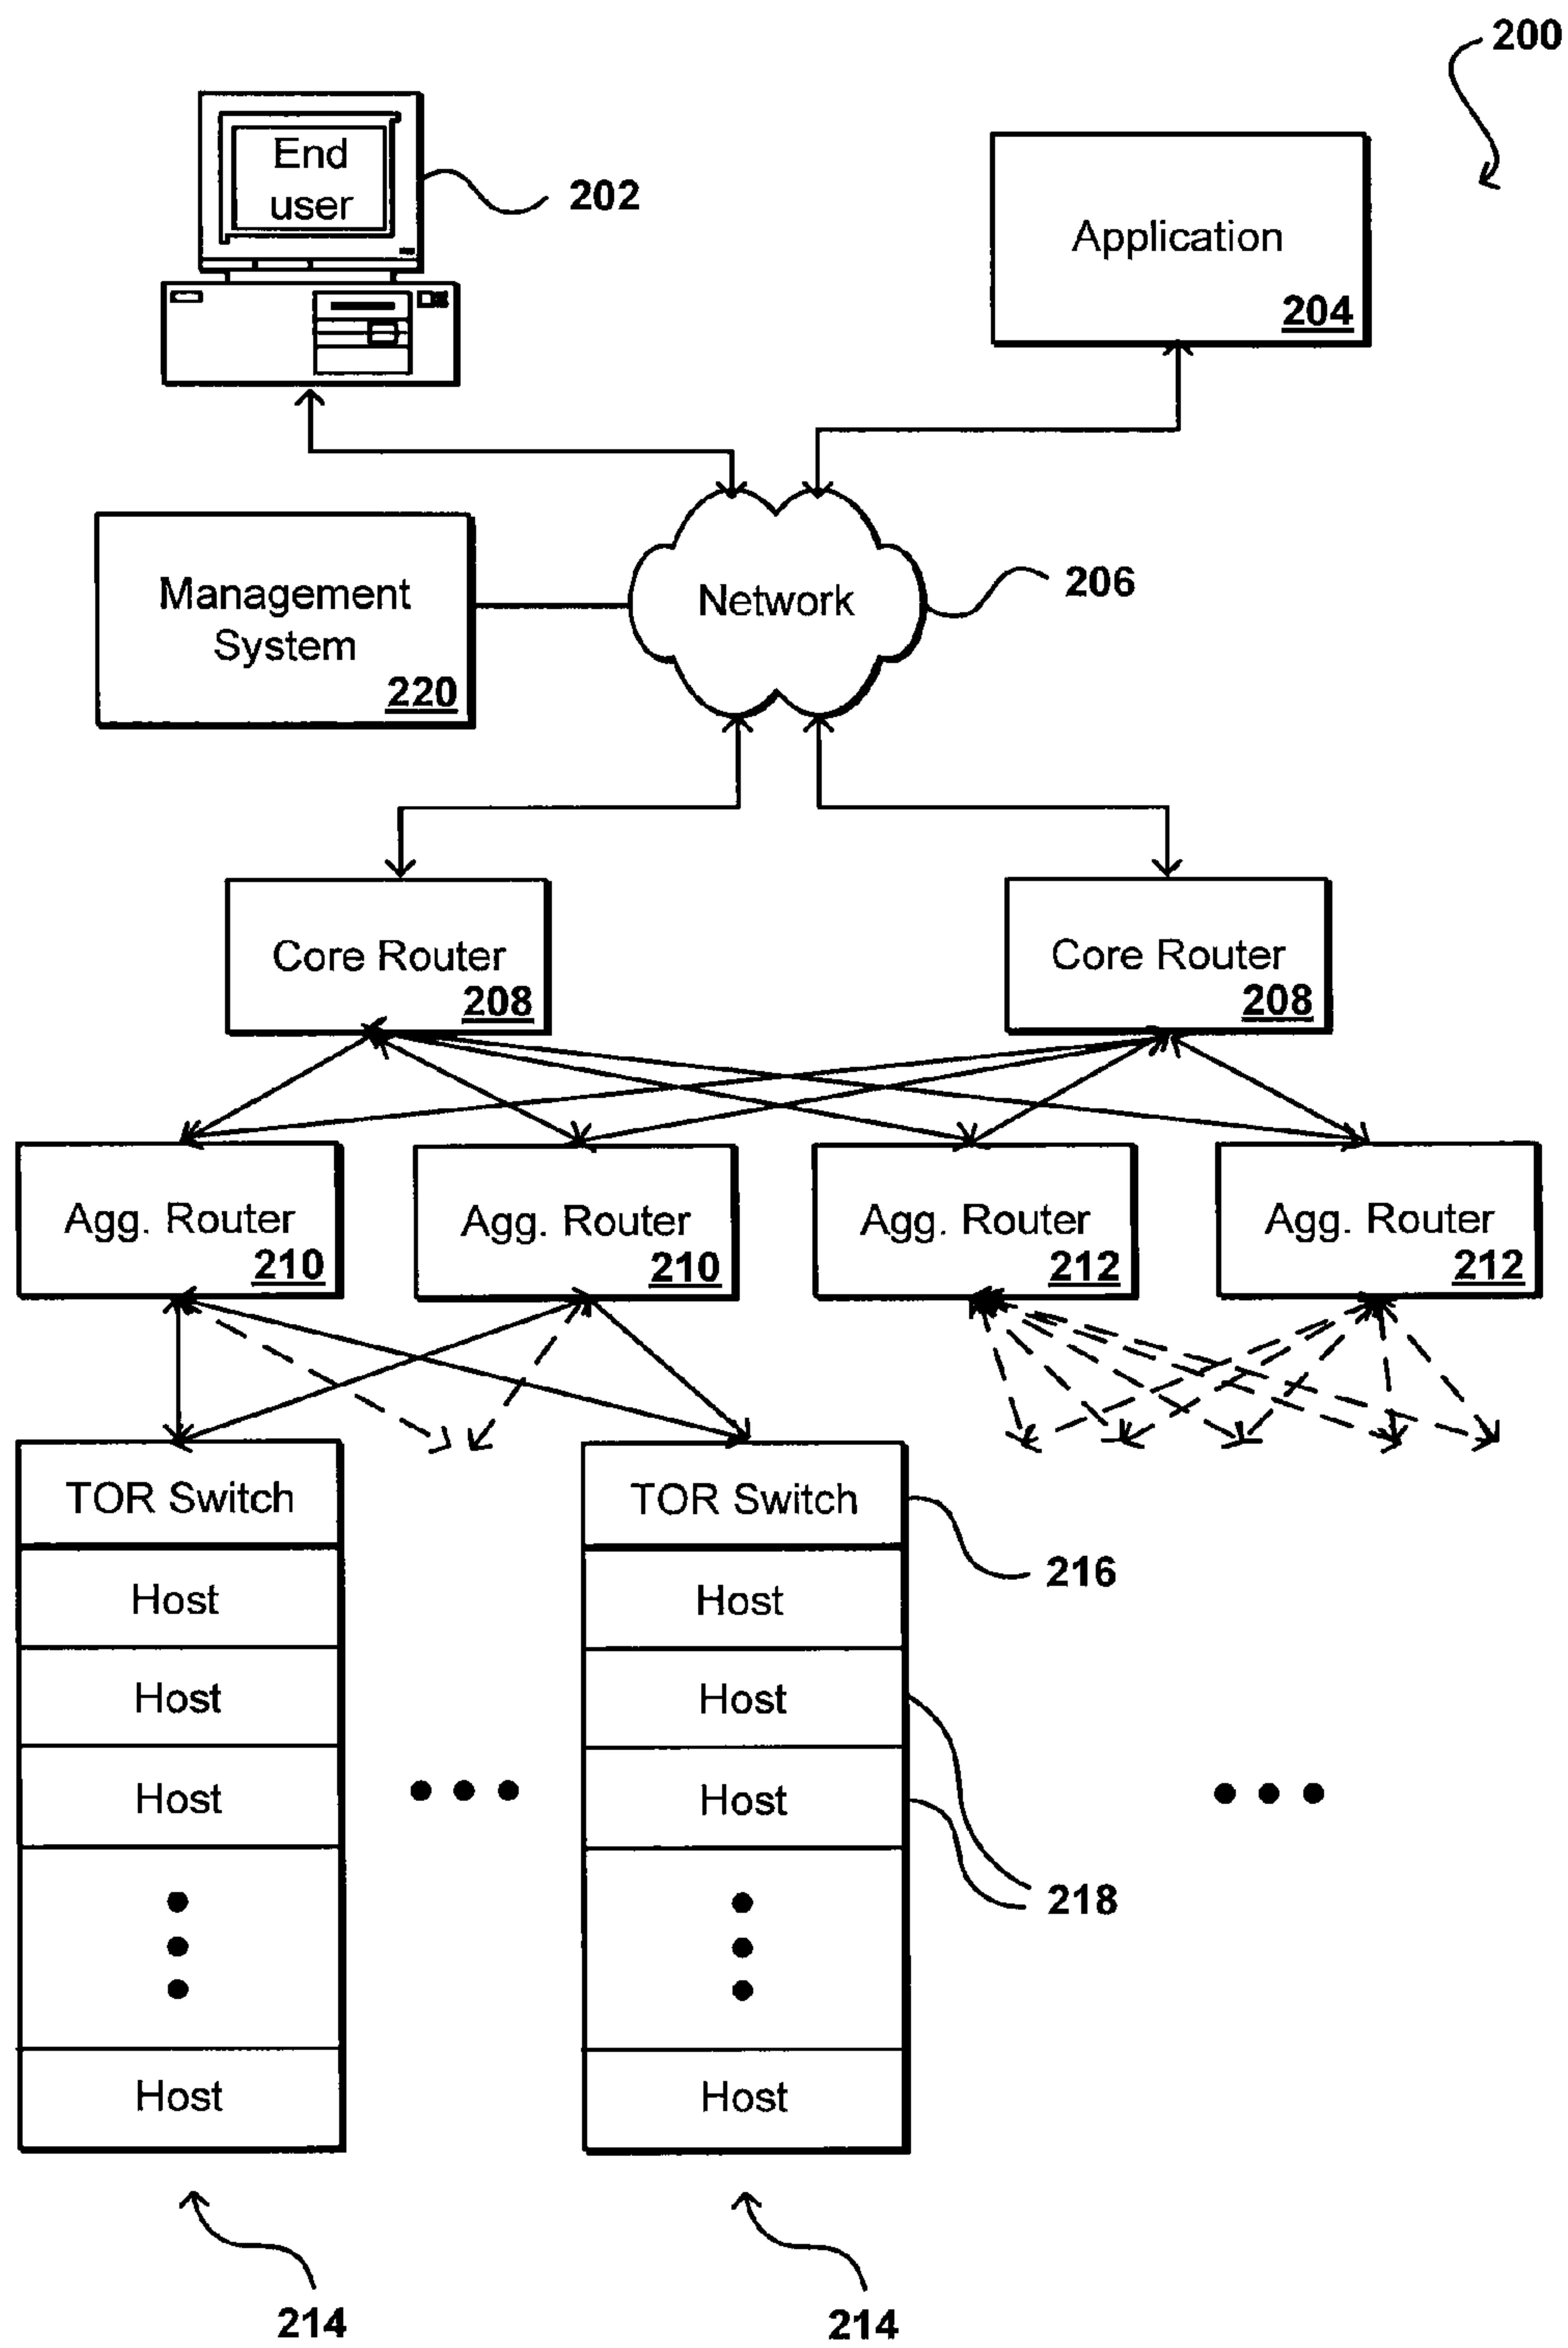 200
End
user
202
Application
204
Management
System
220
Network
206
Core Router
208
Core Router
208
Agg. Router
210
Agg. Router
210
Agg. Router
212
Agg. Router
212
TOR Switch
Host
Host
Host
Host
TOR Switch
216
Host
Host
Host
218
Host
214
214